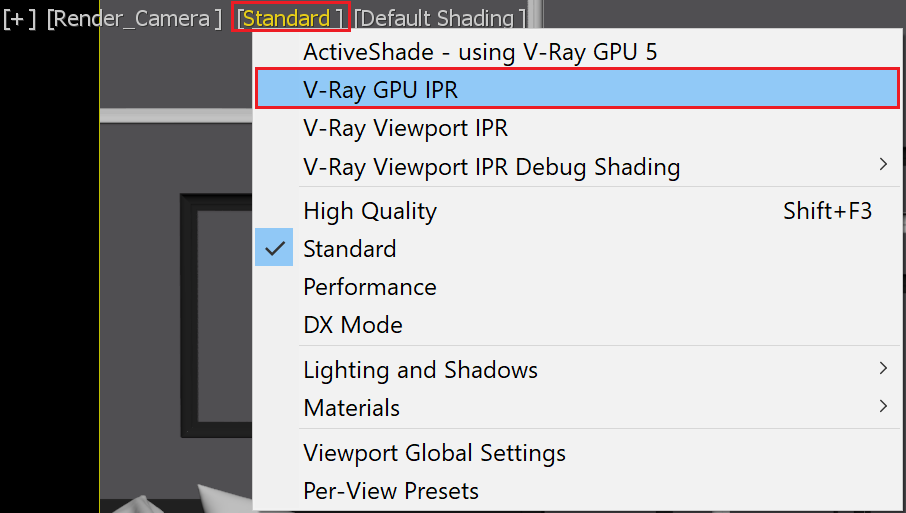 [+] [Render_Camera] [Standard] [Default Shading]
ActiveShade - using V-Ray GPU 5
V-Ray GPU IPR
V-Ray Viewport IPR
V-Ray Viewport IPR Debug Shading
High Quality Shift+F3
Standard
Performance
DX Mode
Lighting and Shadows
Materials
Viewport Global Settings
Per-View Presets